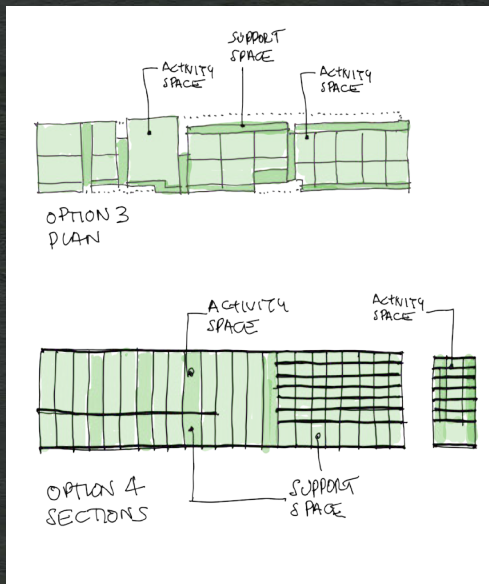 SUPPORT
SPACE
ACTIVITY
SPACE
ACTIVITY
SPACE
OPTION 3
PLAN
ACTIVITY
SPACE
ACTIVITY
SPACE
OPTION 4
SECTIONS
SUPPORT
SPACE